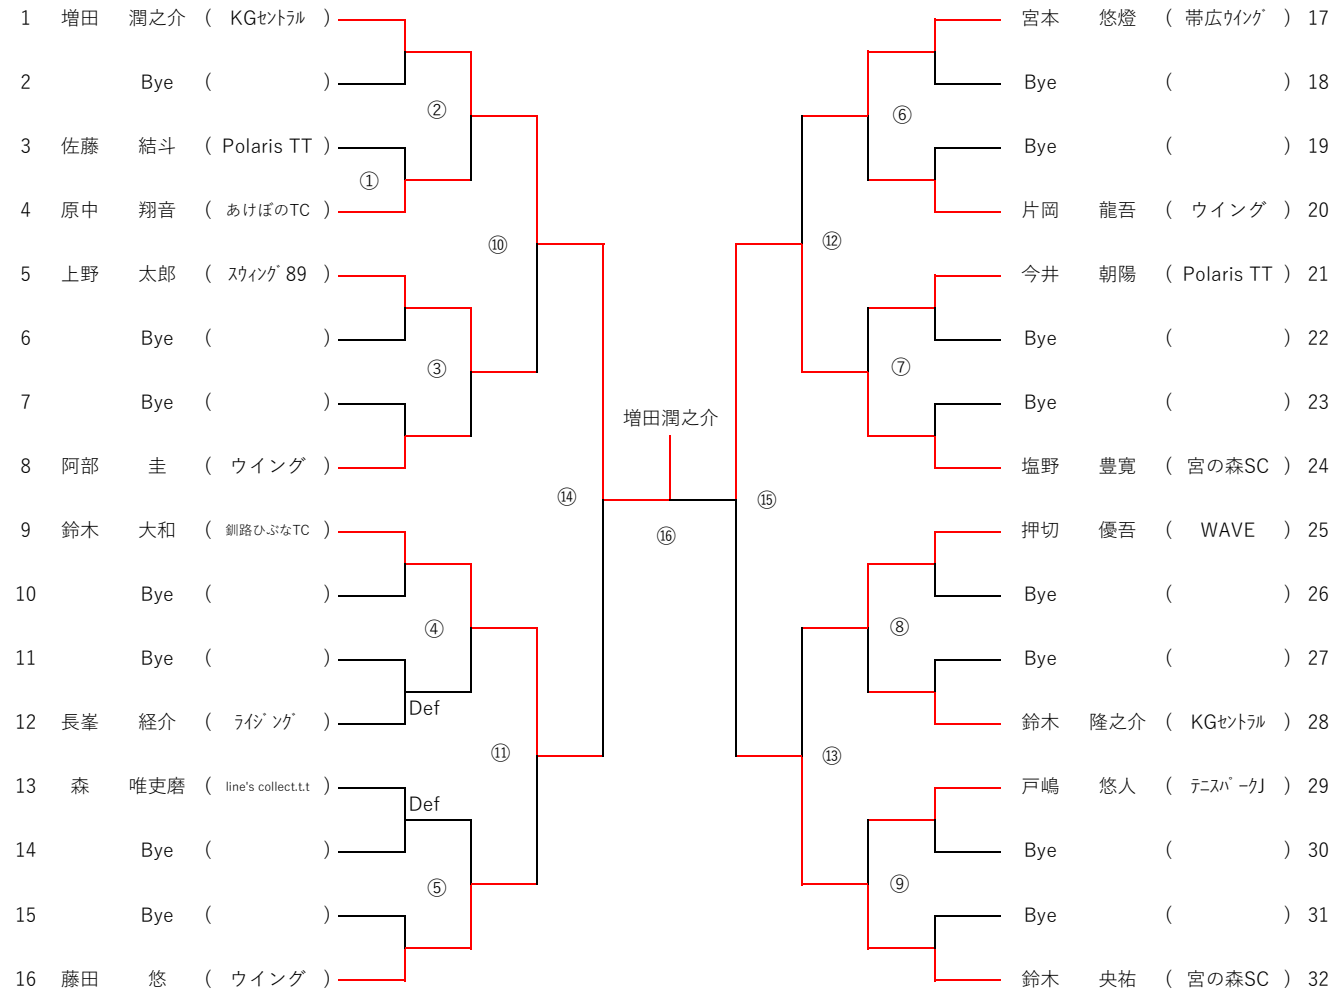 1 増田 潤之介 ( KGｾﾝﾄﾗﾙ )
2 Bye ( )
②
3 佐藤 結斗 ( Polaris TT )
①
4 原中 翔音 ( あけぼのTC )
⑩
5 上野 太郎 ( ｽｳｨﾝｸﾞ89 )
6 Bye ( )
③
7 Bye ( )
8 阿部 圭 ( ウイング )
⑭
9 鈴木 大和 ( 釧路ひぶなTC )
10 Bye ( )
④
11 Bye ( )
Def
12 長峯 経介 ( ﾗｲｼﾞﾝｸﾞ )
⑪
13 森 唯吏磨 ( line's collect.t.t )
Def
14 Bye ( )
⑤
15 Bye ( )
16 藤田 悠 ( ウイング )
増田潤之介
⑯
宮本 悠燈 ( 帯広ｳｲﾝｸﾞ ) 17
Bye ( ) 18
⑥
Bye ( ) 19
片岡 龍吾 ( ウイング ) 20
⑫
今井 朝陽 ( Polaris TT ) 21
Bye ( ) 22
⑦
Bye ( ) 23
塩野 豊寛 ( 宮の森SC ) 24
⑮
押切 優吾 ( WAVE ) 25
Bye ( ) 26
⑧
Bye ( ) 27
鈴木 隆之介 ( KGｾﾝﾄﾗﾙ ) 28
⑬
戸嶋 悠人 ( ﾃﾆｽﾊﾟｰｸJ ) 29
Bye ( ) 30
⑨
Bye ( ) 31
鈴木 央祐 ( 宮の森SC ) 32